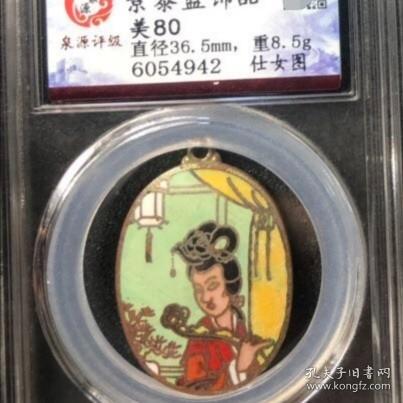 源
景泰蓝饰品
泉源评级
美80
直径36.5mm，重8.5g
6054942 仕女图
孔夫子旧书网
www.kongfz.com